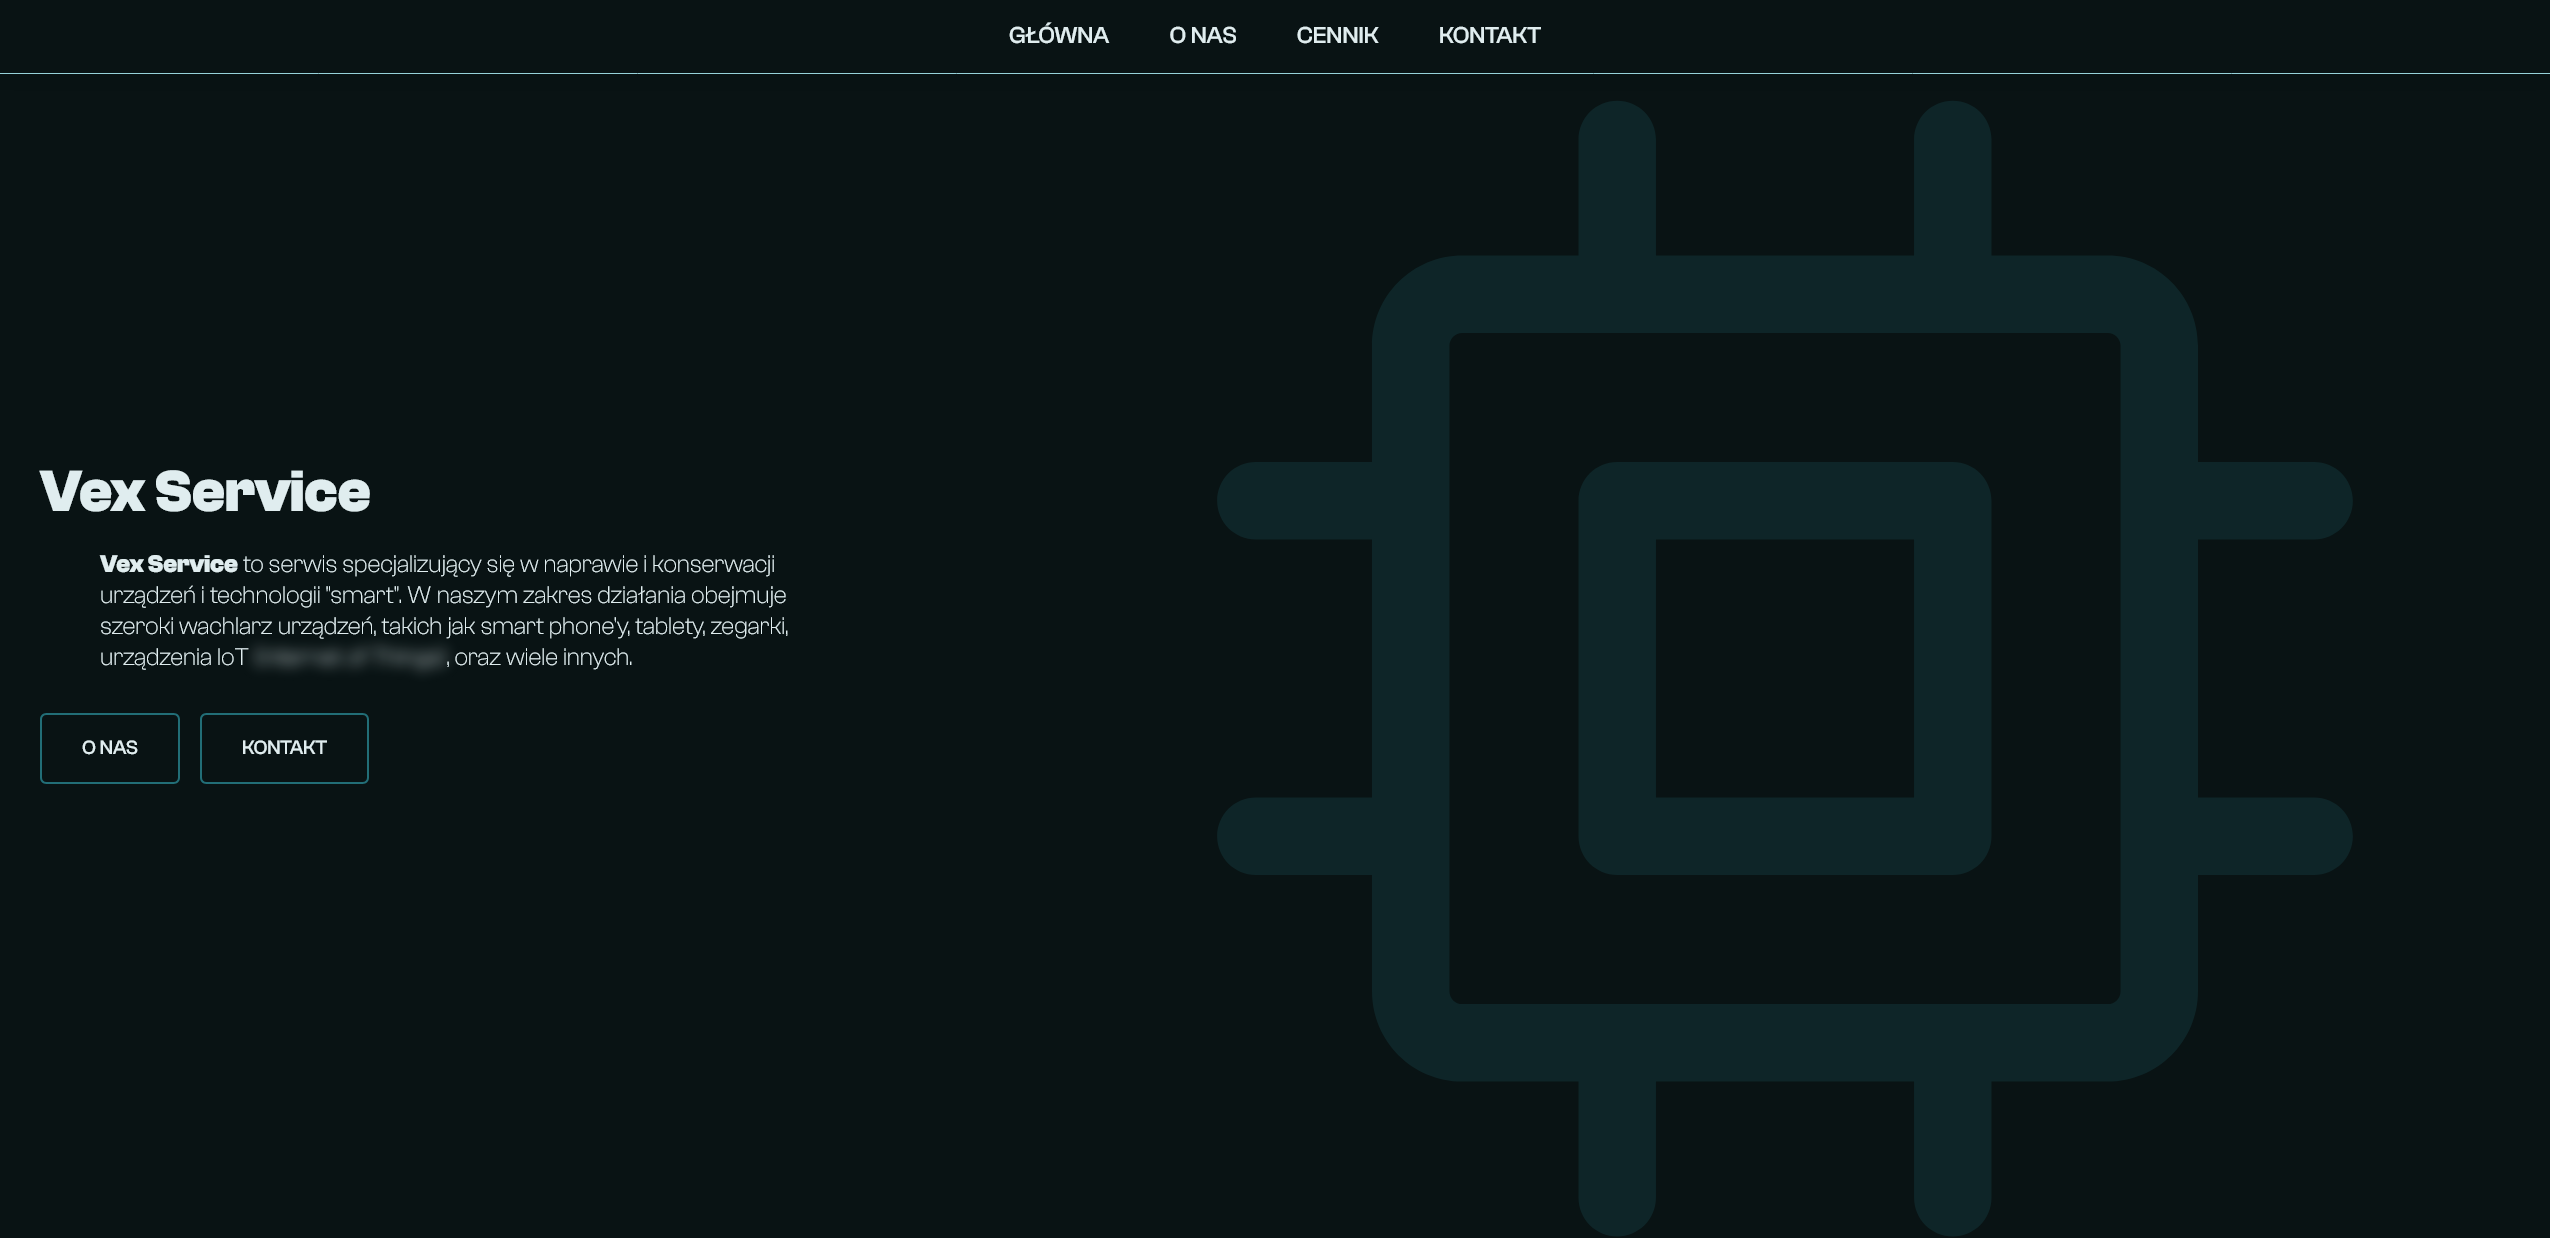 GŁÓWNA O NAS CENNIK KONTAKT
Vex Service
Vex Service to serwis specjalizujący się w naprawie i konserwacji
urządzeń i technologii "smart". W naszym zakres działania obejmuje
szeroki wachlarz urządzeń, takich jak smart phone'y, tablety, zegarki,
urządzenia IoT , oraz wiele innych.
O NAS KONTAKT